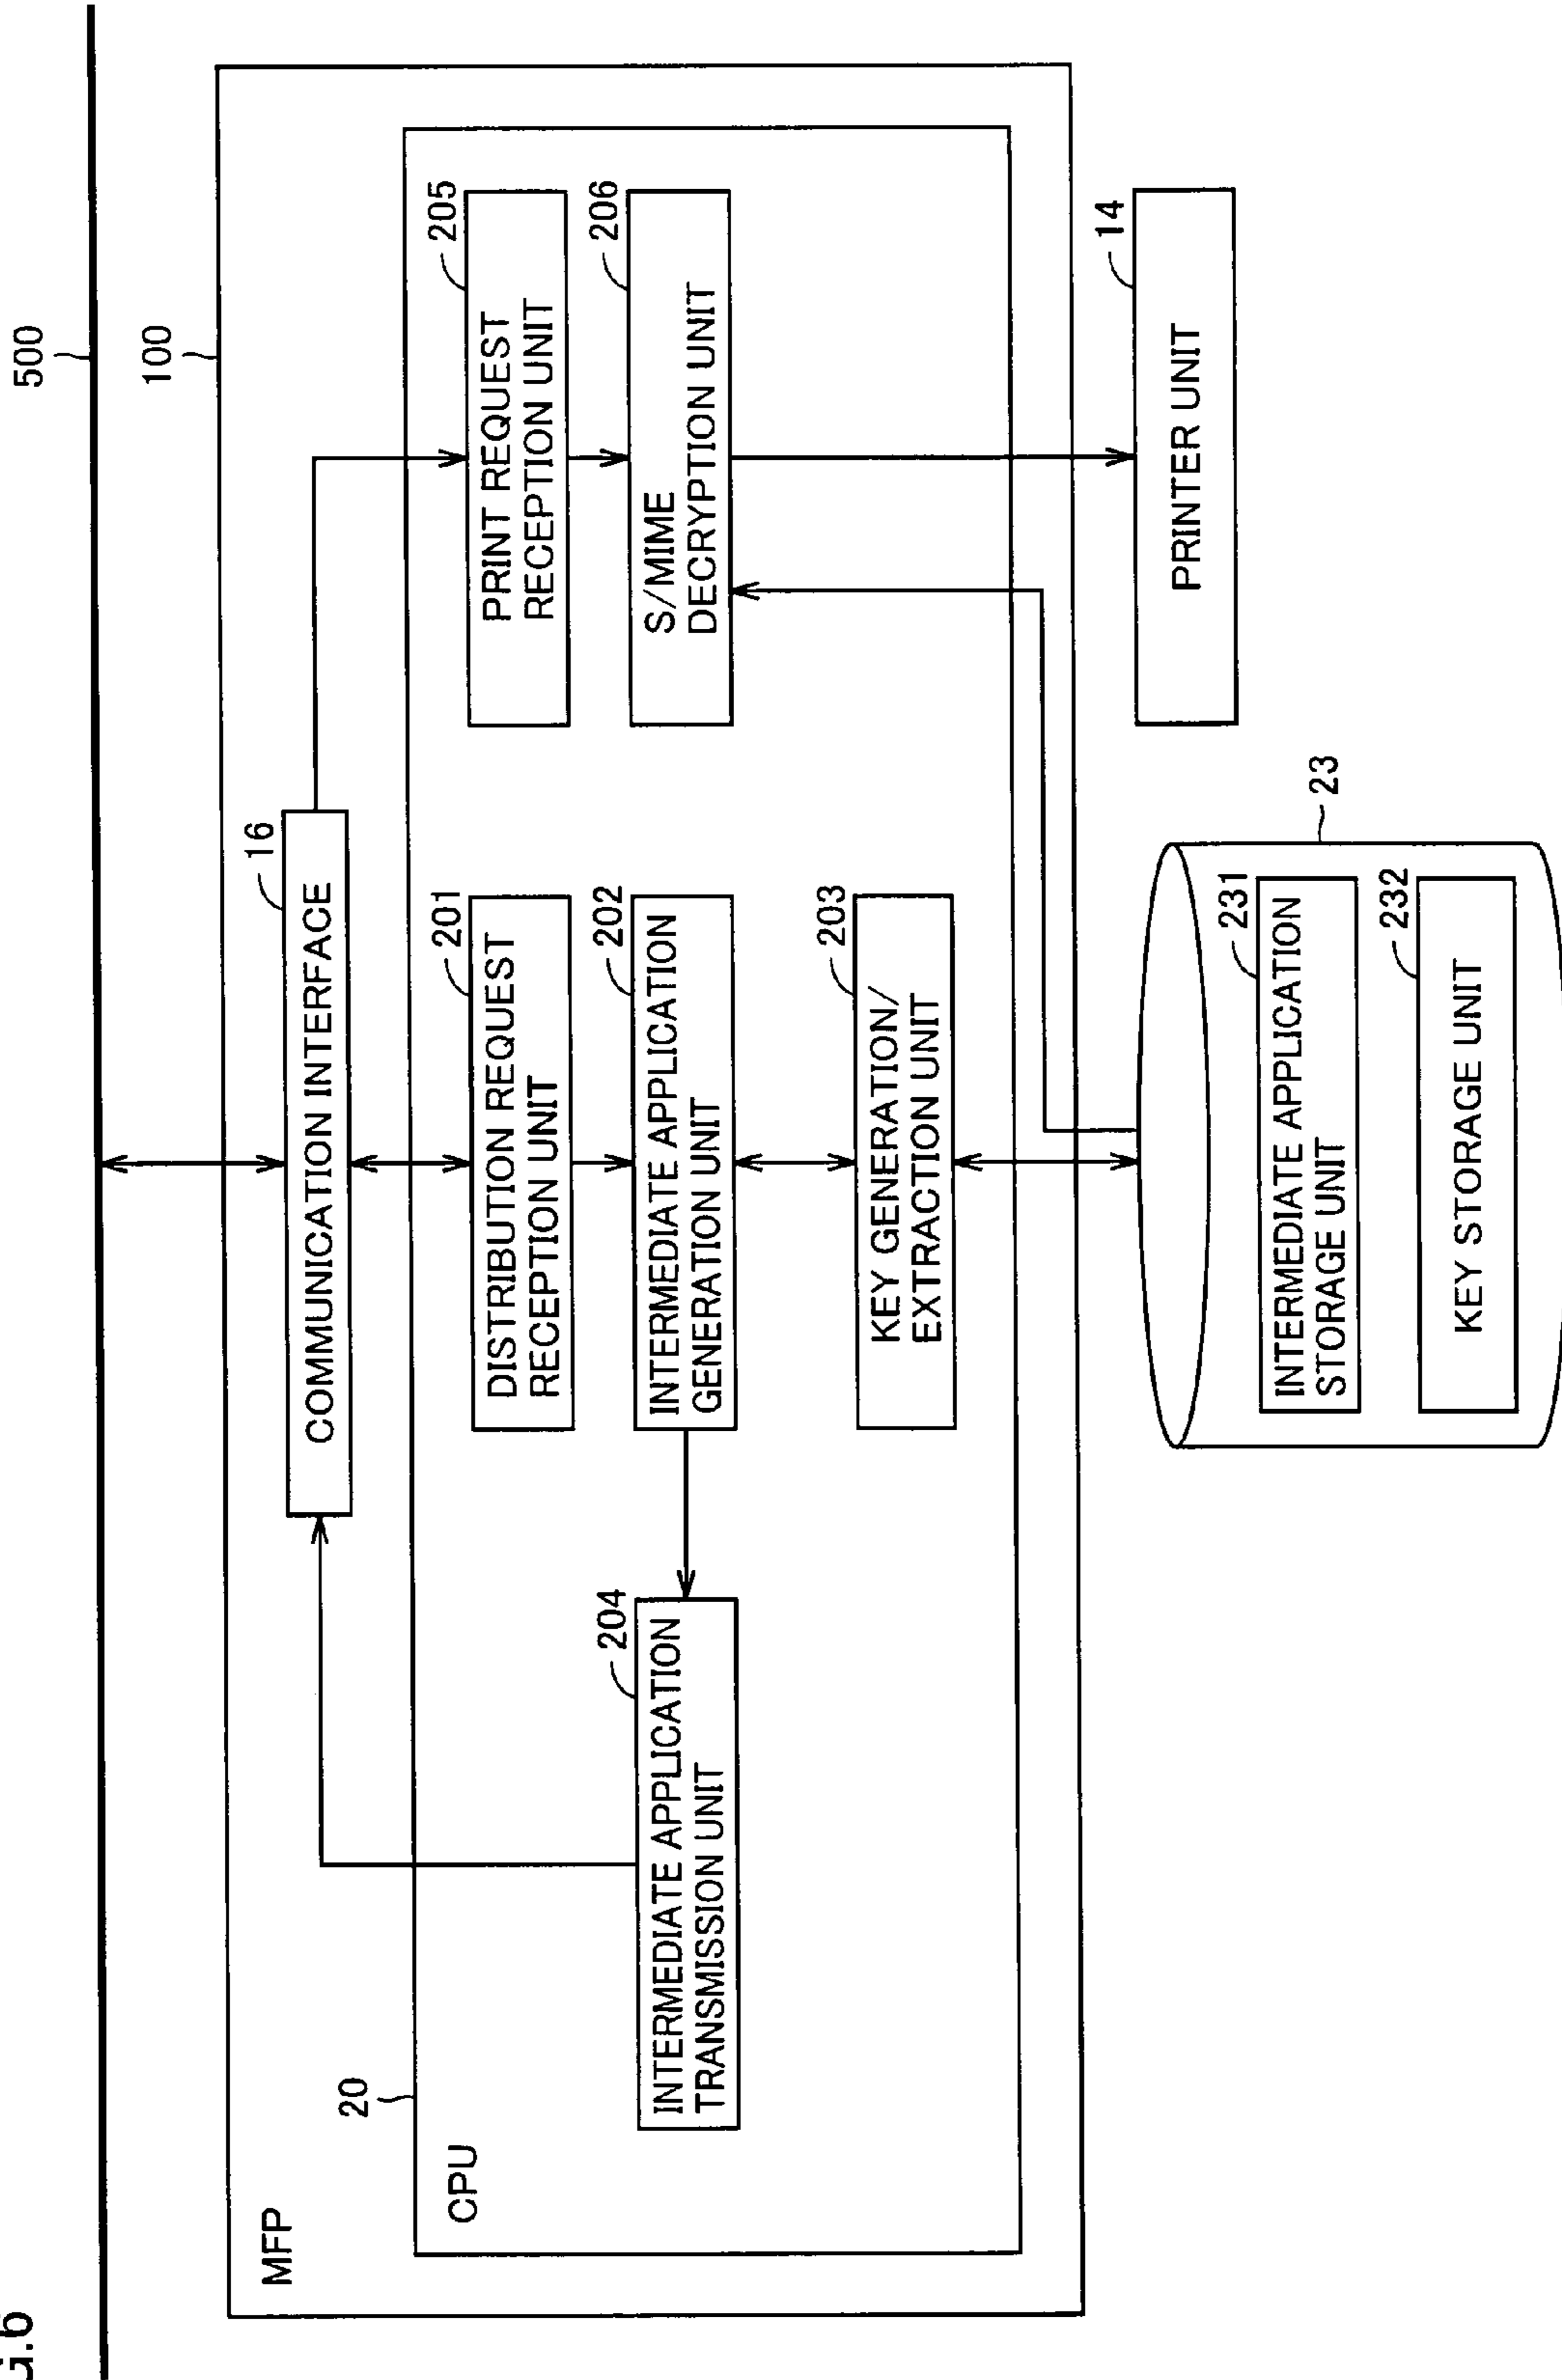 500
100
MFP
16
COMMUNICATION INTERFACE
20
CPU
201
DISTRIBUTION REQUEST
RECEPTION UNIT
205
PRINT REQUEST
RECEPTION UNIT
204
INTERMEDIATE APPLICATION
TRANSMISSION UNIT
202
INTERMEDIATE APPLICATION
GENERATION UNIT
206
S/MIME
DECRYPTION UNIT
203
KEY GENERATION/
EXTRACTION UNIT
14
PRINTER UNIT
23
231
INTERMEDIATE APPLICATION
STORAGE UNIT
232
KEY STORAGE UNIT